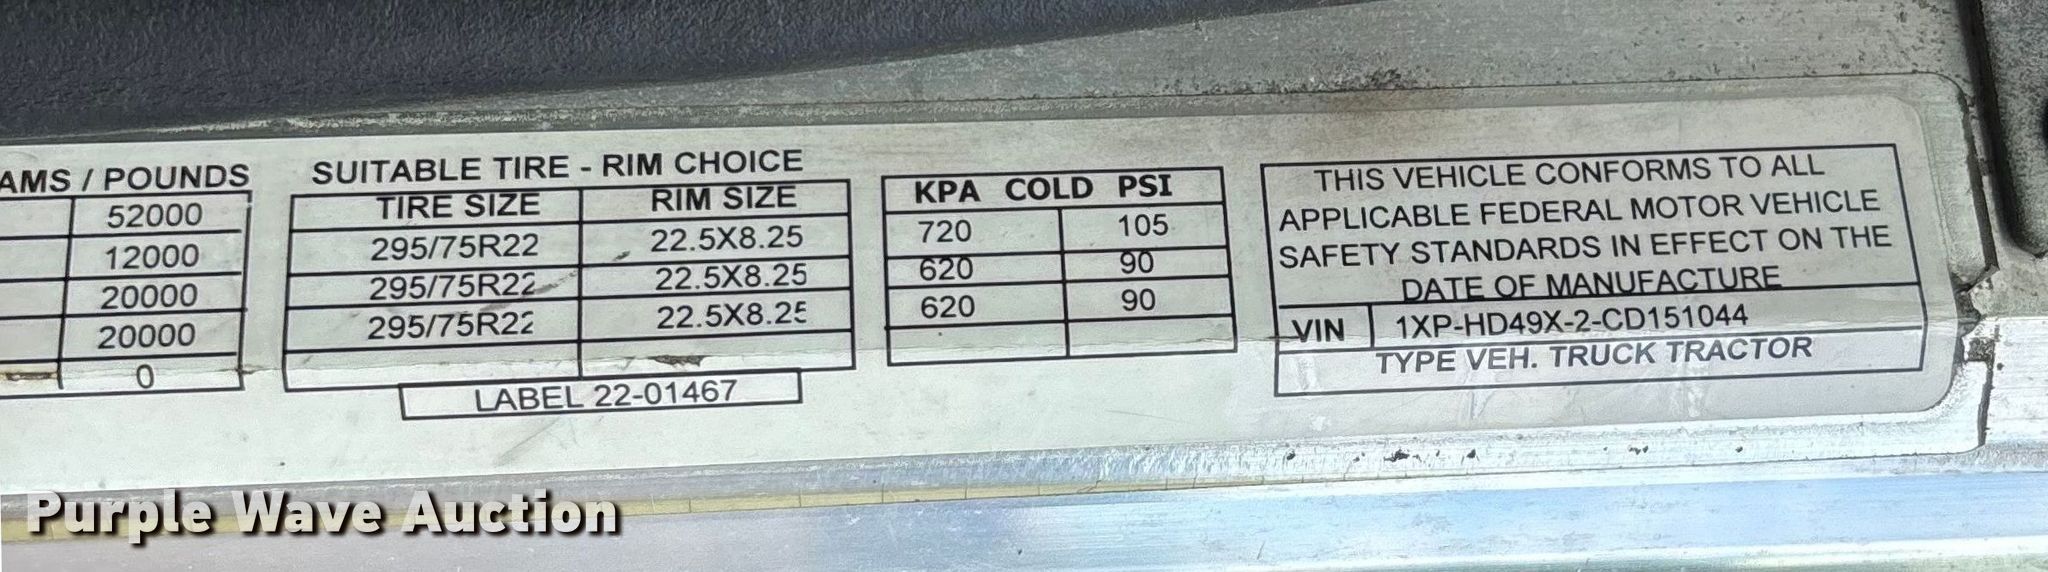 AMS / POUNDS
52000
12000
20000
20000
0
SUITABLE TIRE - RIM CHOICE
TIRE SIZE RIM SIZE
295/75R22 22.5X8.25
295/75R22 22.5X8.25
295/75R22 22.5X8.25
LABEL 22-01467
KPA COLD PSI
720 105
620 90
620 90
THIS VEHICLE CONFORMS TO ALL
APPLICABLE FEDERAL MOTOR VEHICLE
SAFETY STANDARDS IN EFFECT ON THE
DATE OF MANUFACTURE
VIN 1XP-HD49X-2-CD151044
TYPE VEH. TRUCK TRACTOR
Purple Wave Auction